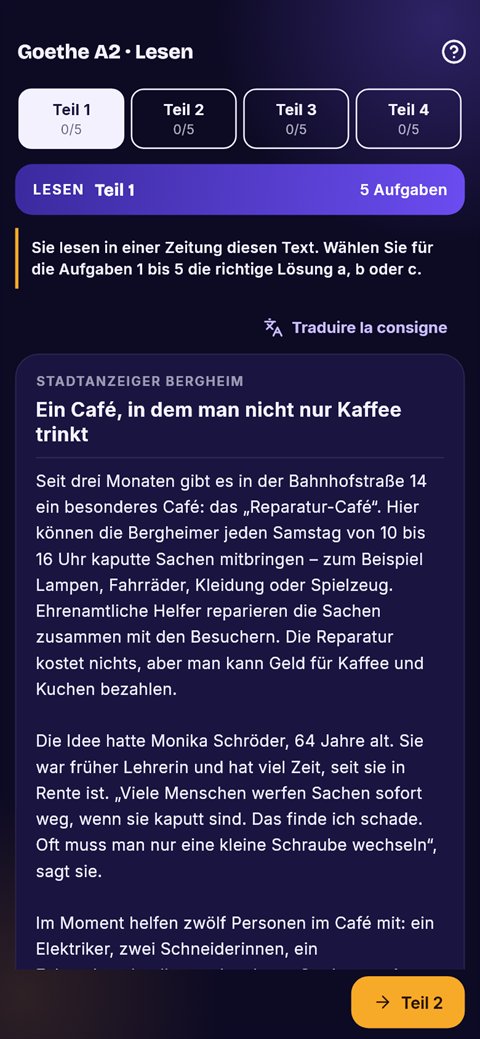 Goethe A2 · Lesen
Teil 1
0/5
Teil 2
0/5
Teil 3
0/5
Teil 4
0/5
LESEN Teil 1
5 Aufgaben
Sie lesen in einer Zeitung diesen Text. Wählen Sie für
die Aufgaben 1 bis 5 die richtige Lösung a, b oder c.
Traduire la consigne
STADTANZEIGER BERGHEIM
Ein Café, in dem man nicht nur Kaffee
trinkt
Seit drei Monaten gibt es in der Bahnhofstraße 14
ein besonderes Café: das „Reparatur-Café“. Hier
können die Bergheimer jeden Samstag von 10 bis
16 Uhr kaputte Sachen mitbringen – zum Beispiel
Lampen, Fahrräder, Kleidung oder Spielzeug.
Ehrenamtliche Helfer reparieren die Sachen
zusammen mit den Besuchern. Die Reparatur
kostet nichts, aber man kann Geld für Kaffee und
Kuchen bezahlen.
Die Idee hatte Monika Schröder, 64 Jahre alt. Sie
war früher Lehrerin und hat viel Zeit, seit sie in
Rente ist. „Viele Menschen werfen Sachen sofort
weg, wenn sie kaputt sind. Das finde ich schade.
Oft muss man nur eine kleine Schraube wechseln“,
sagt sie.
Im Moment helfen zwölf Personen im Café mit: ein
Elektriker, zwei Schneiderinnen, ein
Teil 2